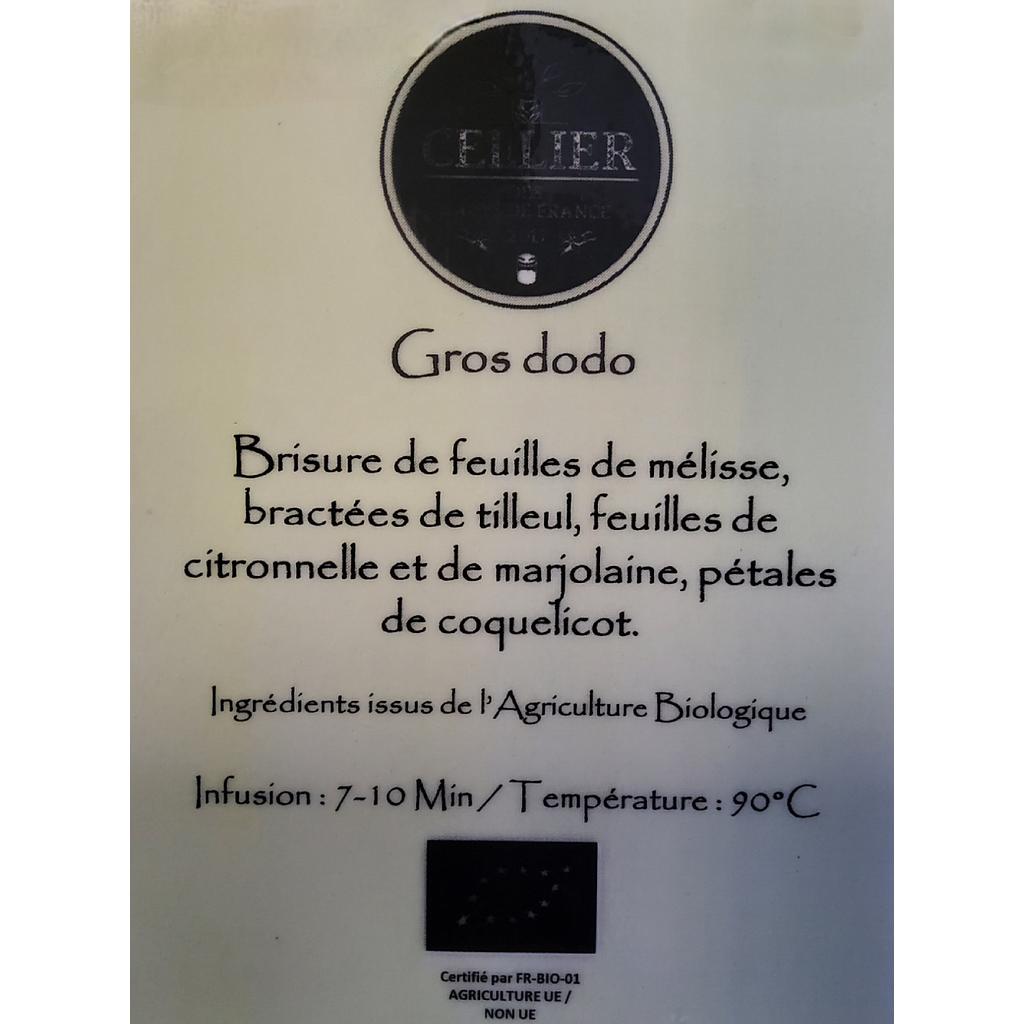 CELLIER
DE FRANCE
Gros dodo
Brisure de feuilles de mélisse,
bractées de tilleul, feuilles de
citronnelle et de marjolaine, pétales
de coquelicot.
Ingrédients issus de l'Agriculture Biologique
Infusion : 7-10 Min / Température : 90°C
Certifié par FR-BIO-01
AGRICULTURE UE /
NON UE